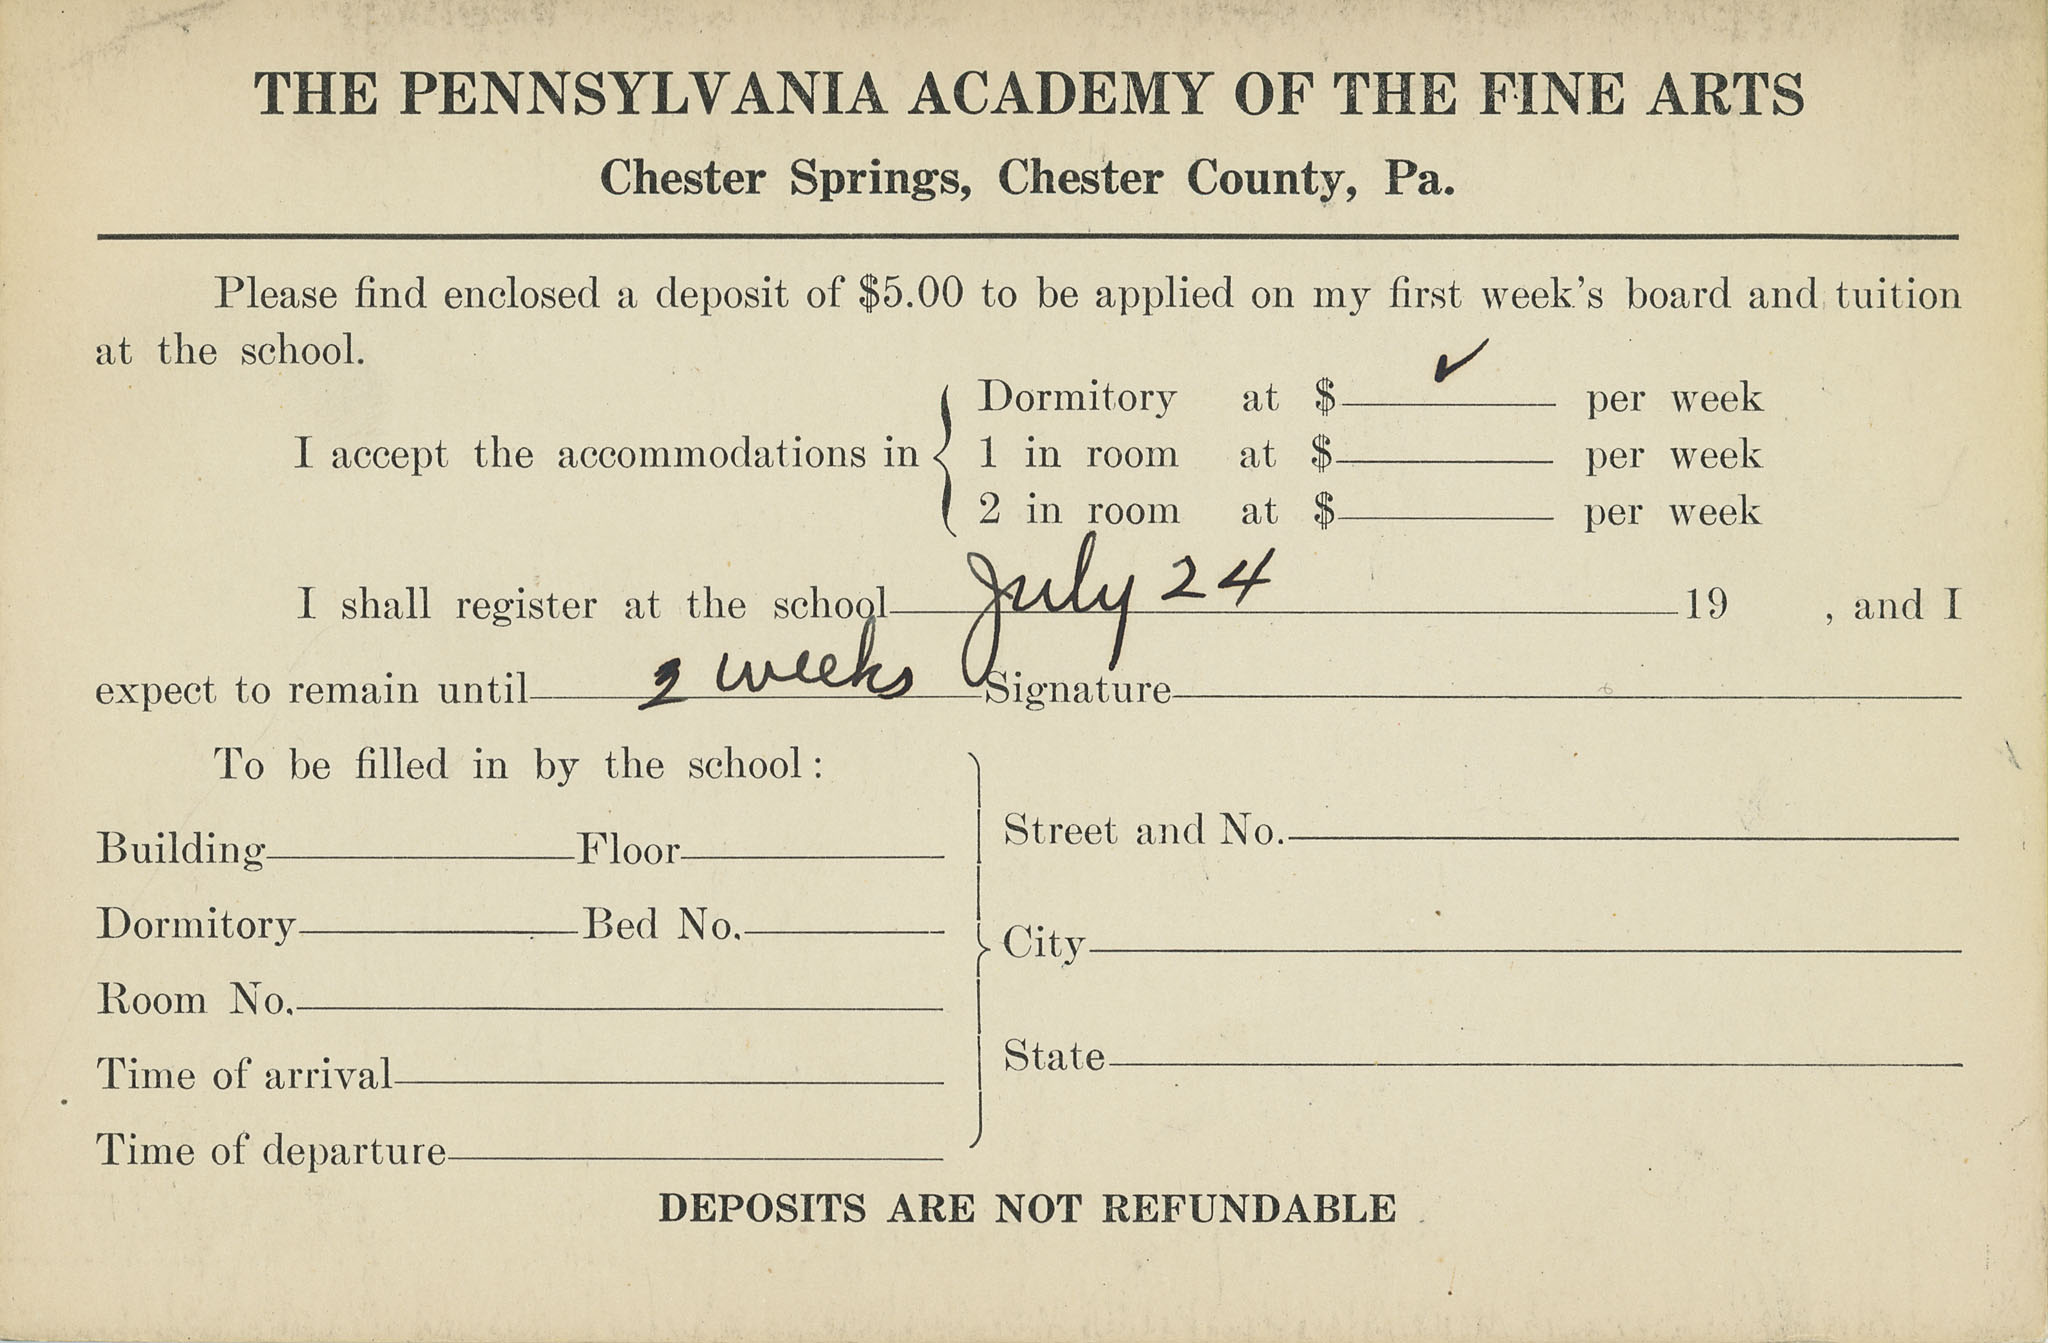 THE PENNSYLVANIA ACADEMY OF THE FINE ARTS
Chester Springs, Chester County, Pa.
Please find enclosed a deposit of $5.00 to be applied on my first week's board and tuition
at the school.
Dormitory at $ ✓ per week
I accept the accommodations in { 1 in room at $ per week
2 in room at $ per week
I shall register at the school July 24 19 , and I
expect to remain until 2 weeks Signature
To be filled in by the school:
Building Floor
Dormitory Bed No.
Room No.
Time of arrival
Time of departure
Street and No.
City
State
DEPOSITS ARE NOT REFUNDABLE